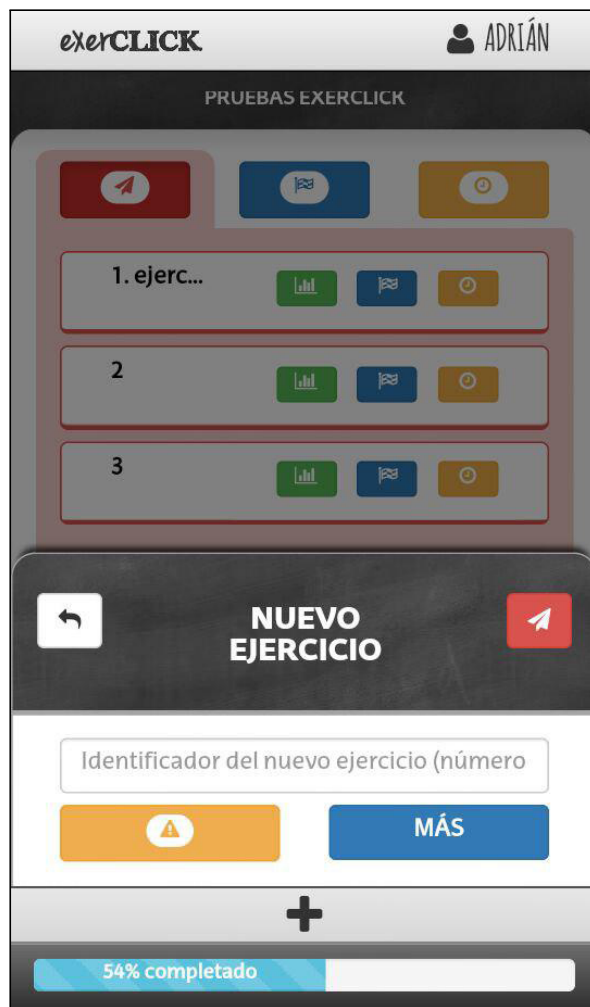 exerCLICK
ADRIÁN
PRUEBAS EXERCLICK
1. ejerc...
2
3
NUEVO
EJERCICIO
Identificador del nuevo ejercicio (número
MÁS
54% completado